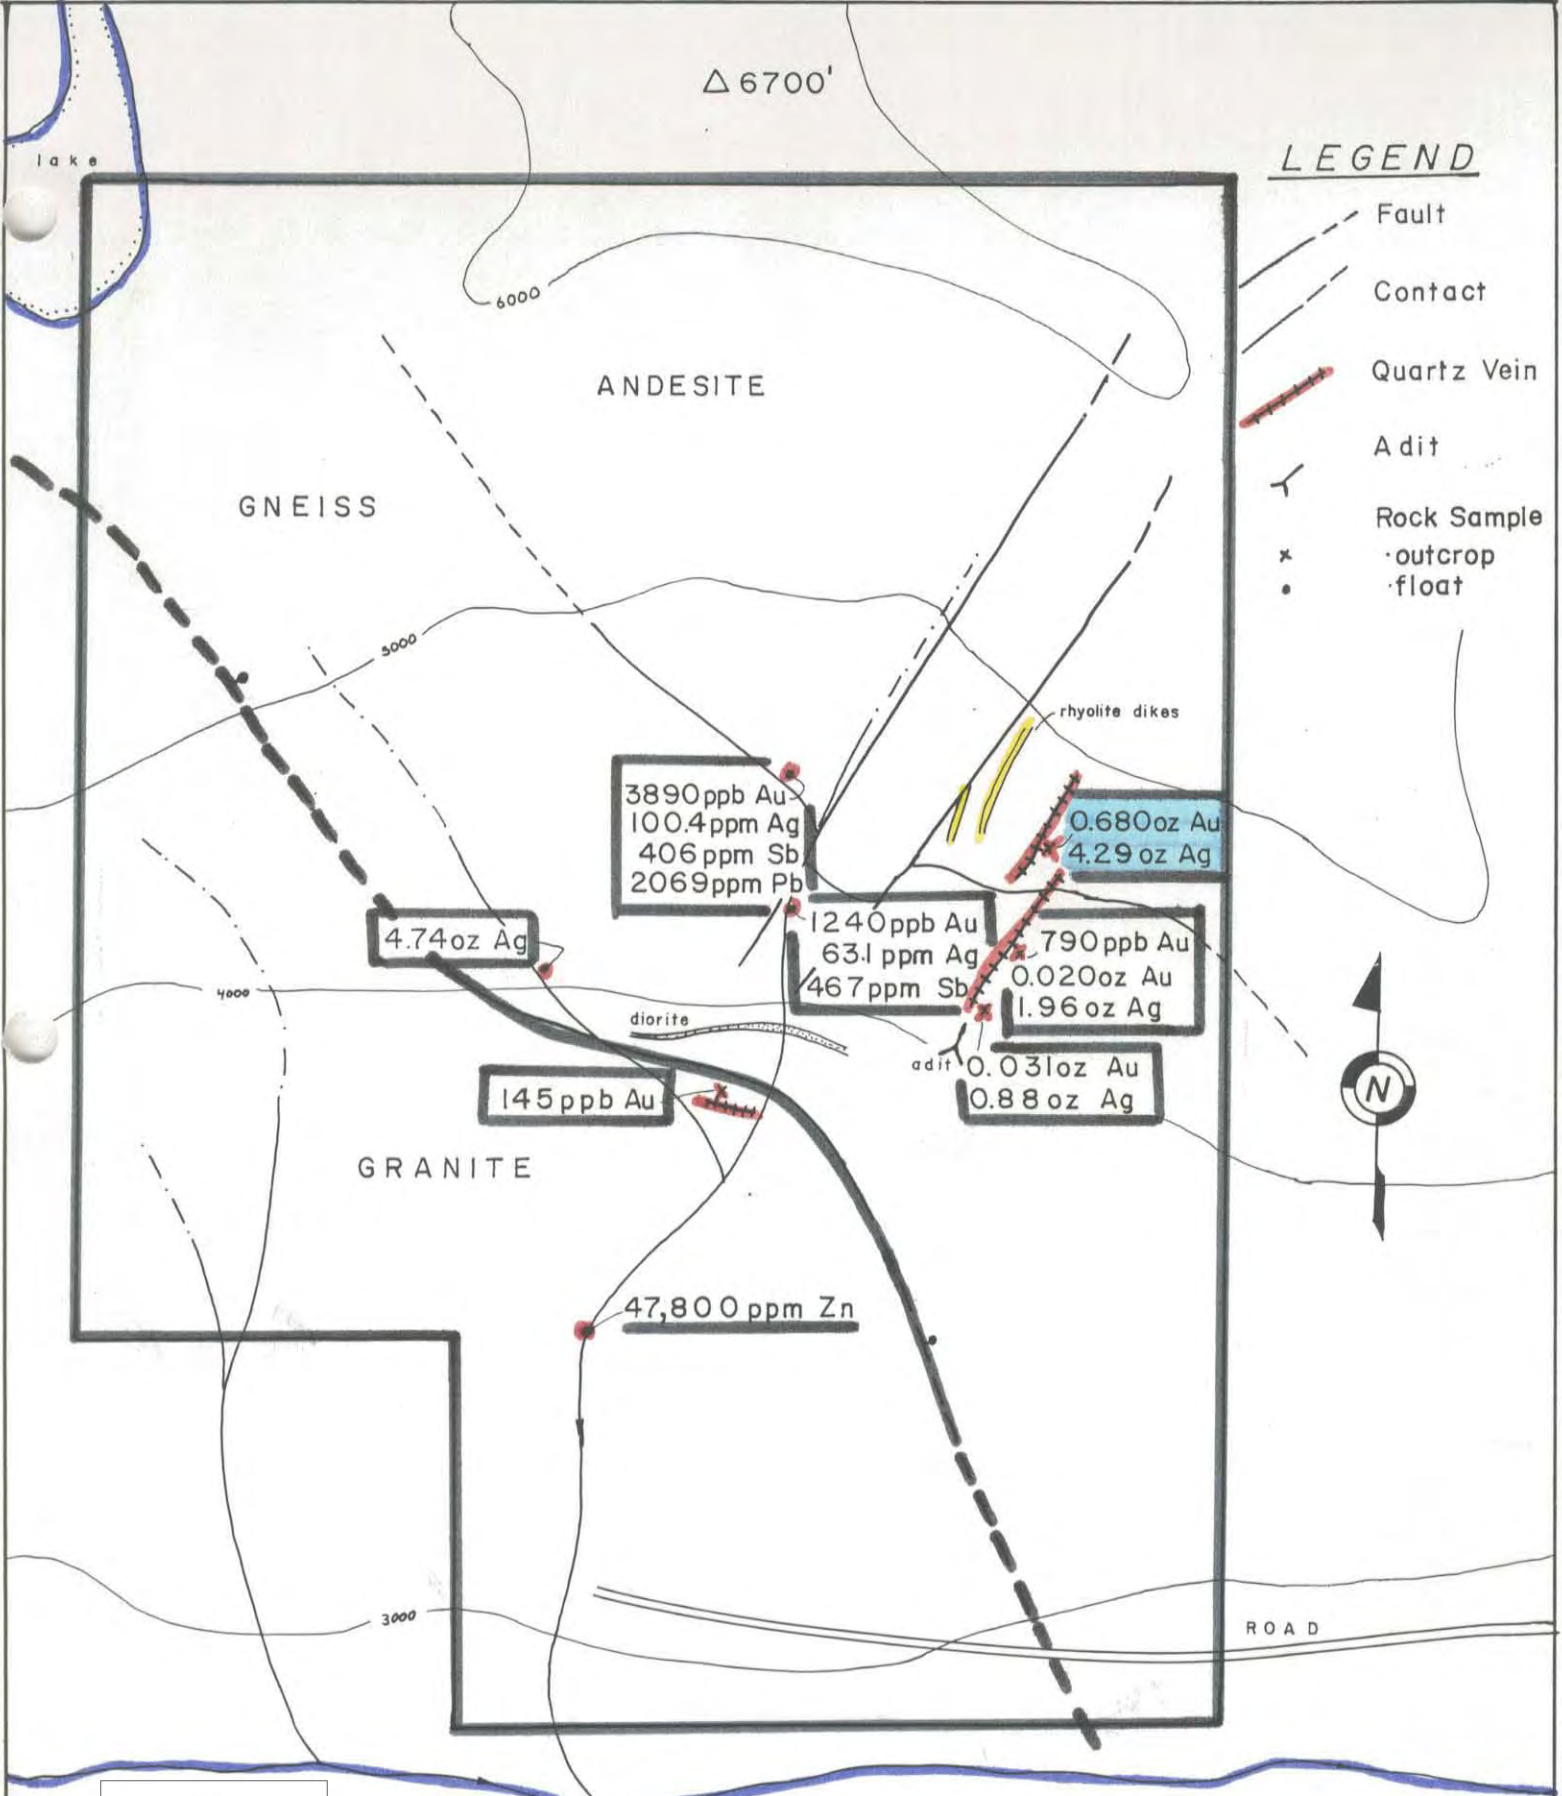 △ 6700'
lake
LEGEND
Fault
Contact
Quartz Vein
Adit
Rock Sample
x ·outcrop
• ·float
6000
ANDESITE
GNEISS
5000
rhyolite dikes
3890ppb Au
100.4ppm Ag
406ppm Sb
2069ppm Pb
0.680oz Au
4.29oz Ag
4.74oz Ag
1240ppb Au
63.1ppm Ag
467ppm Sb
790ppb Au
0.020oz Au
1.96oz Ag
4000
diorite
adit
0.031oz Au
0.88oz Ag
145ppb Au
N
GRANITE
47,800ppm Zn
3000
ROAD